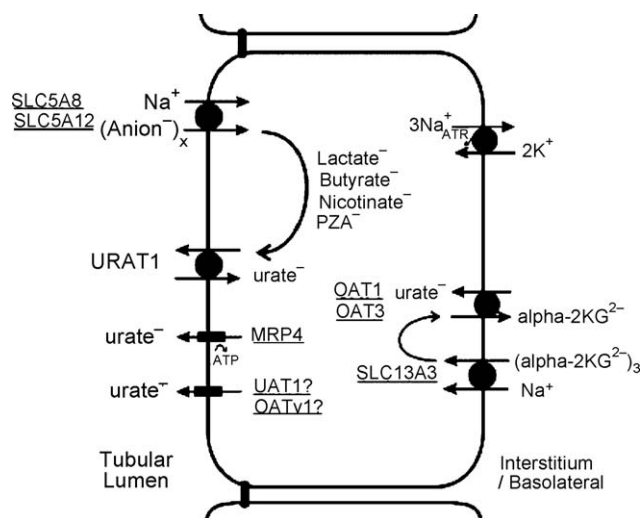 SLC5A8
SLC5A12
Na⁺
(Anion⁻)ₓ
Lactate⁻
Butyrate⁻
Nicotinate⁻
PZA⁻
URAT1
urate⁻
urate⁻
MRP4
ATP
urate⁻
UAT1?
OATv1?
Tubular
Lumen
3Na⁺
ATR
2K⁺
OAT1
OAT3
urate⁻
alpha-2KG²⁻
SLC13A3
(alpha-2KG²⁻)₃
Na⁺
Interstitium
/ Basolateral